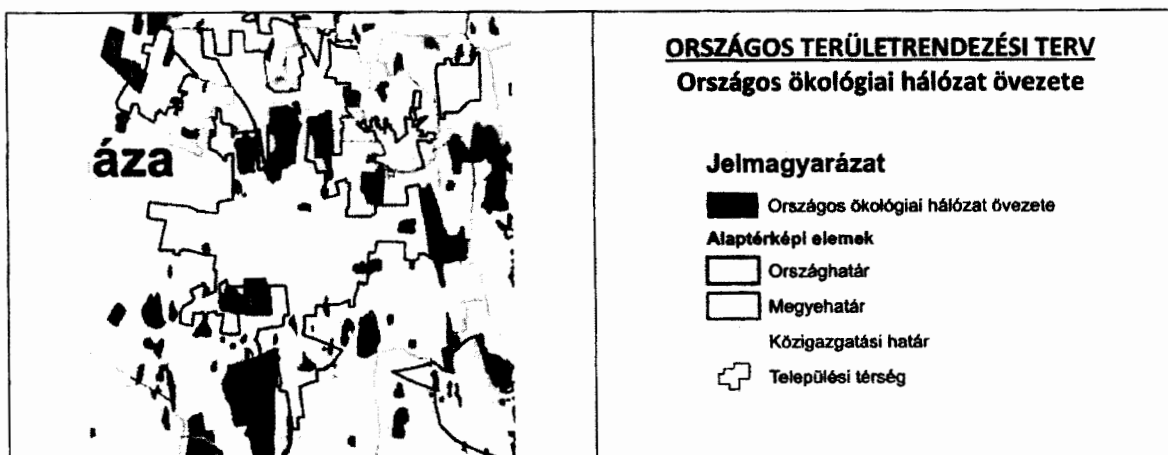 áza
ORSZÁGOS TERÜLETRENDEZÉSI TERV
Országos ökológiai hálózat övezete
Jelmagyarázat
Országos ökológiai hálózat övezete
Alaptérképi elemek
Országhatár
Megyehatár
Közigazgatási határ
Települési térség